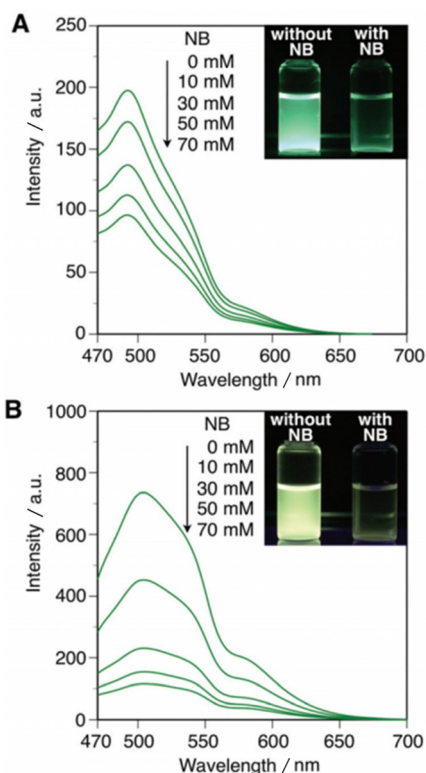 A
250
200
150
100
50
0
Intensity / a.u.
NB
0 mM
10 mM
30 mM
50 mM
70 mM
without NB
with NB
470 500 550 600 650 700
Wavelength / nm
B
1000
800
600
400
200
0
Intensity / a.u.
NB
0 mM
10 mM
30 mM
50 mM
70 mM
without NB
with NB
470 500 550 600 650 700
Wavelength / nm